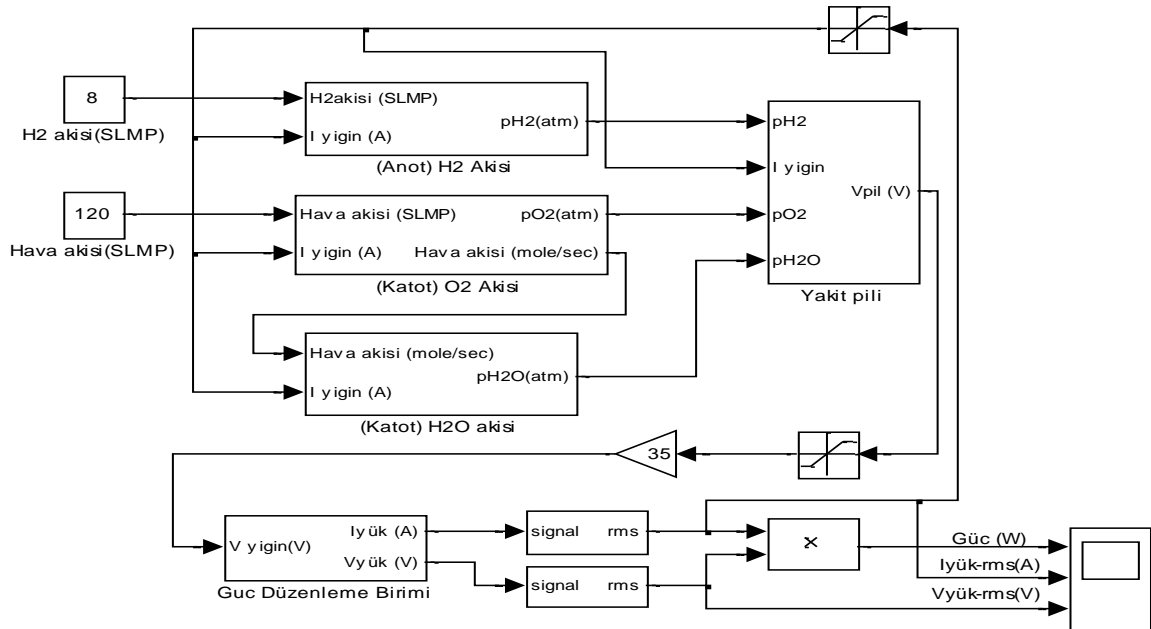 8
H2 akisi(SLMP)
H2akisi (SLMP)
I yigin (A)
pH2(atm)
(Anot) H2 Akisi
120
Hava akisi(SLMP)
Hava akisi (SLMP)
I yigin (A)
pO2(atm)
Hava akisi (mole/sec)
(Katot) O2 Akisi
Hava akisi (mole/sec)
I yigin (A)
pH2O(atm)
(Katot) H2O akisi
pH2
I yigin
pO2
pH2O
Vpil (V)
Yakit pili
35
V yigin(V)
Iyük (A)
Vyük (V)
Guc Düzenleme Birimi
signal rms
signal rms
x
Güc (W)
Iyük-rms(A)
Vyük-rms(V)